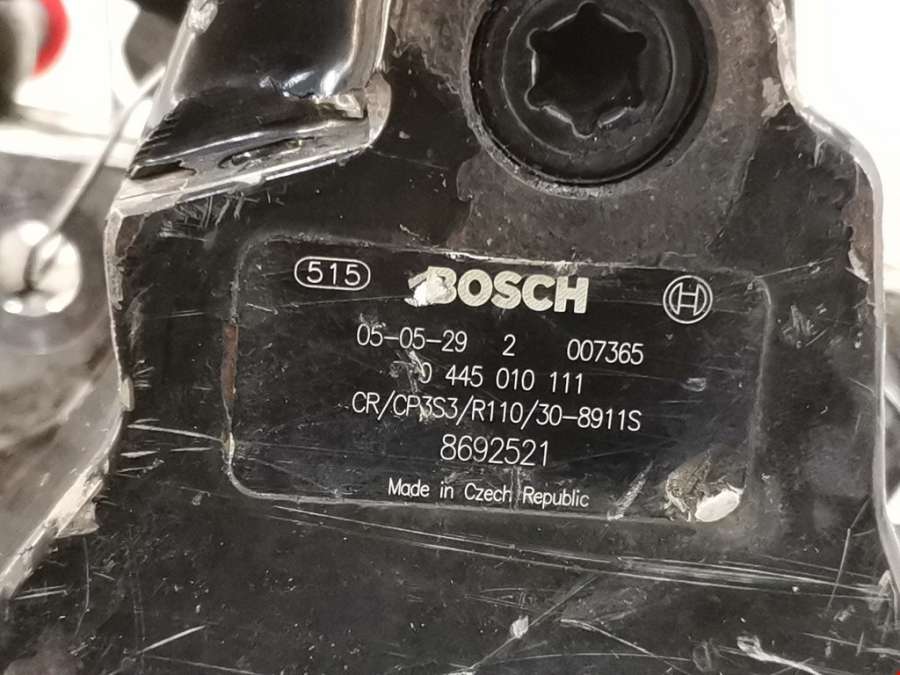 515 BOSCH H
05-05-29 2 007365
0 445 010 111
CR/CP3S3/R110/30-8911S
8692521
Made in Czech Republic